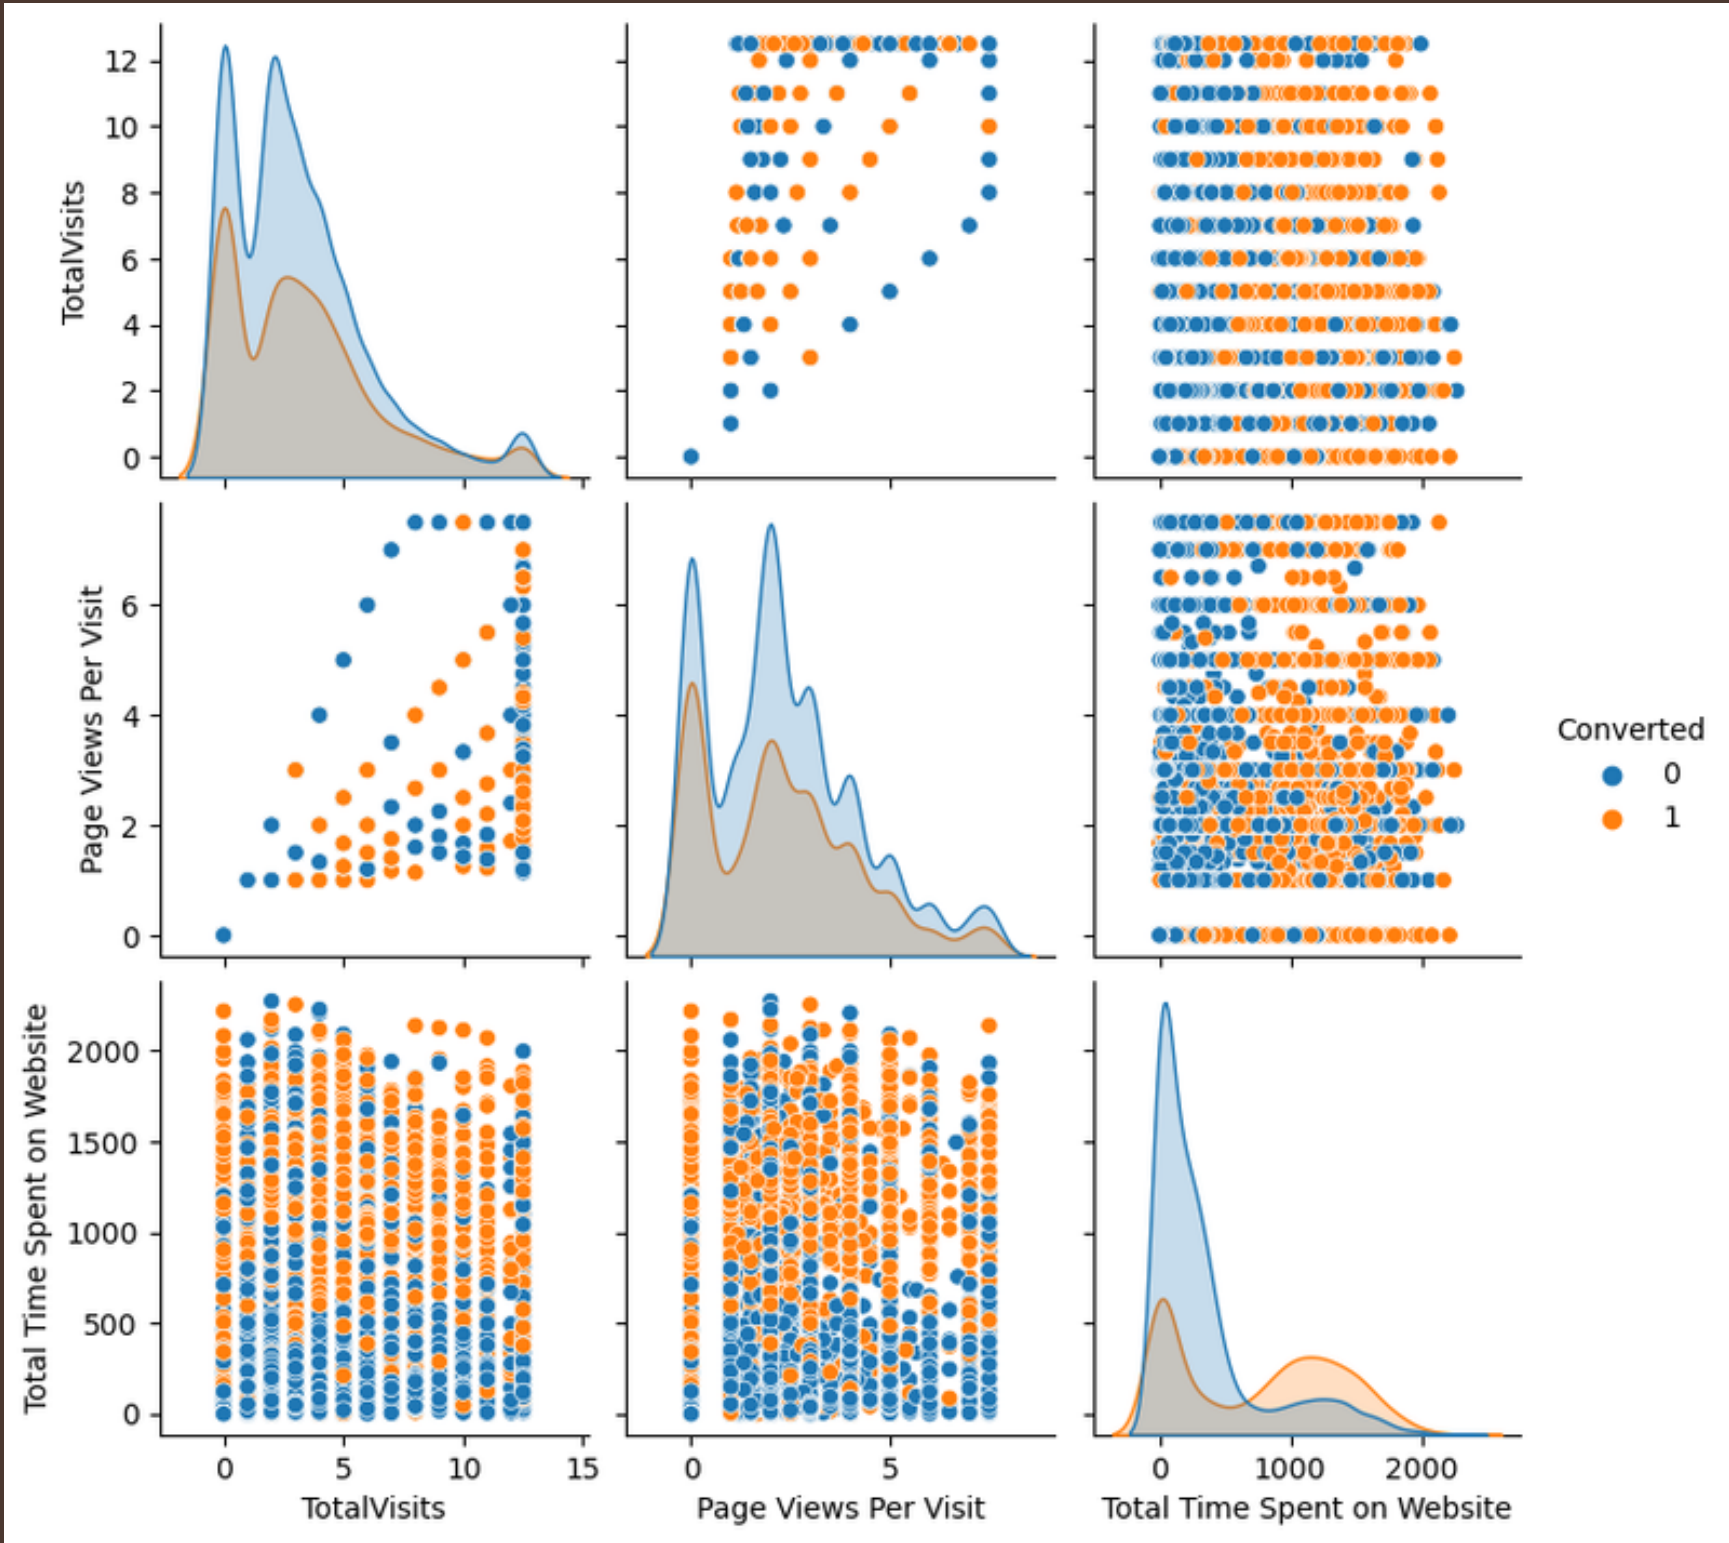 12
10
8
6
4
2
0
TotalVisits
6
4
2
0
Page Views Per Visit
Converted
0
1
2000
1500
1000
500
0
Total Time Spent on Website
0 5 10 15
0 5
0 1000 2000
TotalVisits
Page Views Per Visit
Total Time Spent on Website